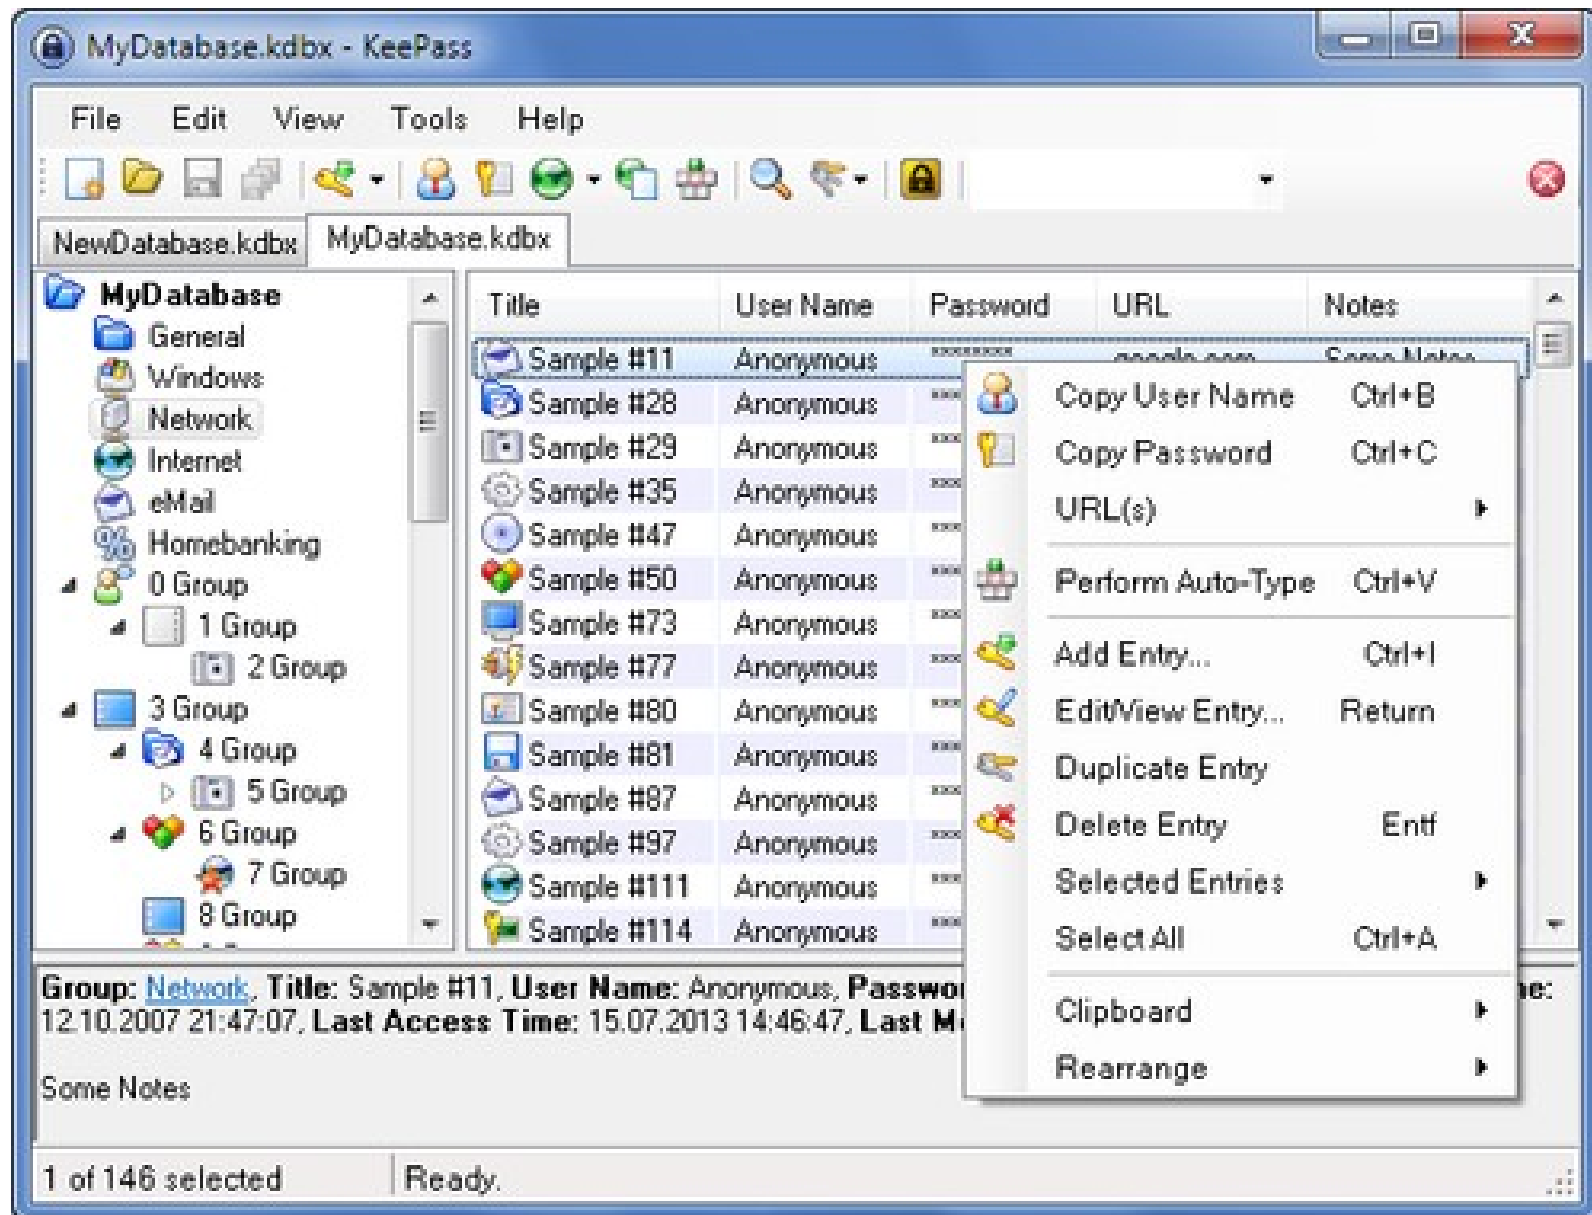 MyDatabase.kdbx - KeePass
File Edit View Tools Help
NewDatabase.kdbx MyDatabase.kdbx
MyDatabase
General
Windows
Network
Internet
eMail
Homebanking
0 Group
1 Group
2 Group
3 Group
4 Group
5 Group
6 Group
7 Group
8 Group
Title User Name Password URL Notes
Sample #11 Anonymous ********* google.com Some Notes
Sample #28 Anonymous
Sample #29 Anonymous
Sample #35 Anonymous
Sample #47 Anonymous
Sample #50 Anonymous
Sample #73 Anonymous
Sample #77 Anonymous
Sample #80 Anonymous
Sample #81 Anonymous
Sample #87 Anonymous
Sample #97 Anonymous
Sample #111 Anonymous
Sample #114 Anonymous
Copy User Name Ctrl+B
Copy Password Ctrl+C
URL(s)
Perform Auto-Type Ctrl+V
Add Entry... Ctrl+I
Edit/View Entry... Return
Duplicate Entry
Delete Entry Entf
Selected Entries
Select All Ctrl+A
Clipboard
Rearrange
Group: Network, Title: Sample #11, User Name: Anonymous,
12.10.2007 21:47:07, Last Access Time: 15.07.2013 14:46:47, Last
Some Notes
1 of 146 selected Ready.